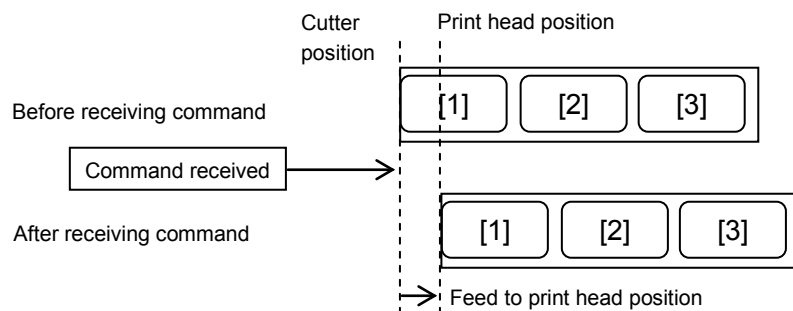 Cutter
position
Print head position
Before receiving command
[1] [2] [3]
Command received
After receiving command
[1] [2] [3]
Feed to print head position